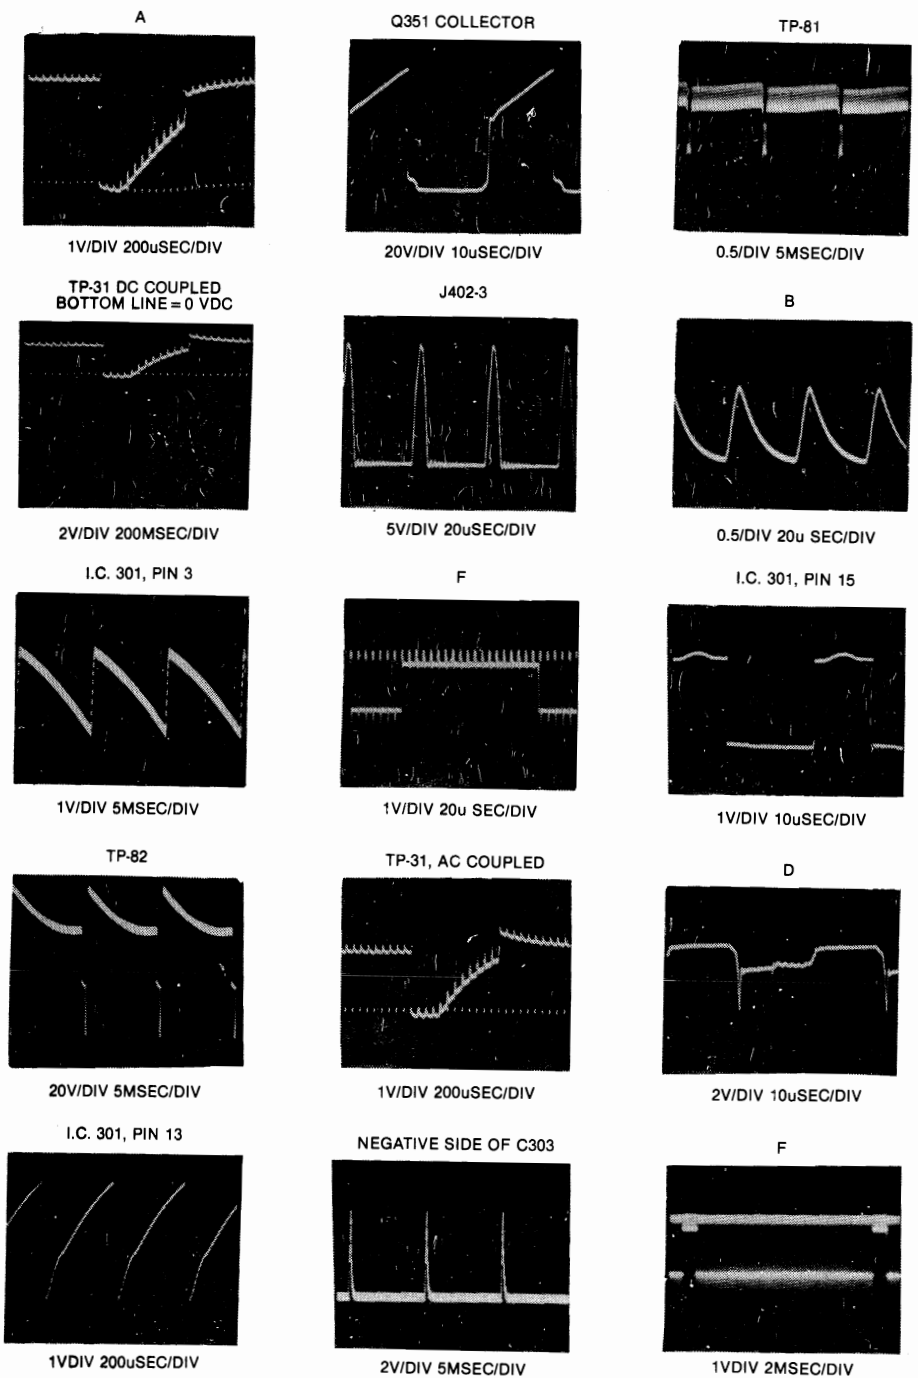 A
1V/DIV 200uSEC/DIV
Q351 COLLECTOR
20V/DIV 10uSEC/DIV
TP-81
0.5/DIV 5MSEC/DIV
TP-31 DC COUPLED
BOTTOM LINE = 0 VDC
2V/DIV 200MSEC/DIV
J402-3
5V/DIV 20uSEC/DIV
B
0.5/DIV 20u SEC/DIV
I.C. 301, PIN 3
1V/DIV 5MSEC/DIV
F
1V/DIV 20u SEC/DIV
I.C. 301, PIN 15
1V/DIV 10uSEC/DIV
TP-82
20V/DIV 5MSEC/DIV
TP-31, AC COUPLED
1V/DIV 200uSEC/DIV
D
2V/DIV 10uSEC/DIV
I.C. 301, PIN 13
1VDIV 200uSEC/DIV
NEGATIVE SIDE OF C303
2V/DIV 5MSEC/DIV
F
1VDIV 2MSEC/DIV